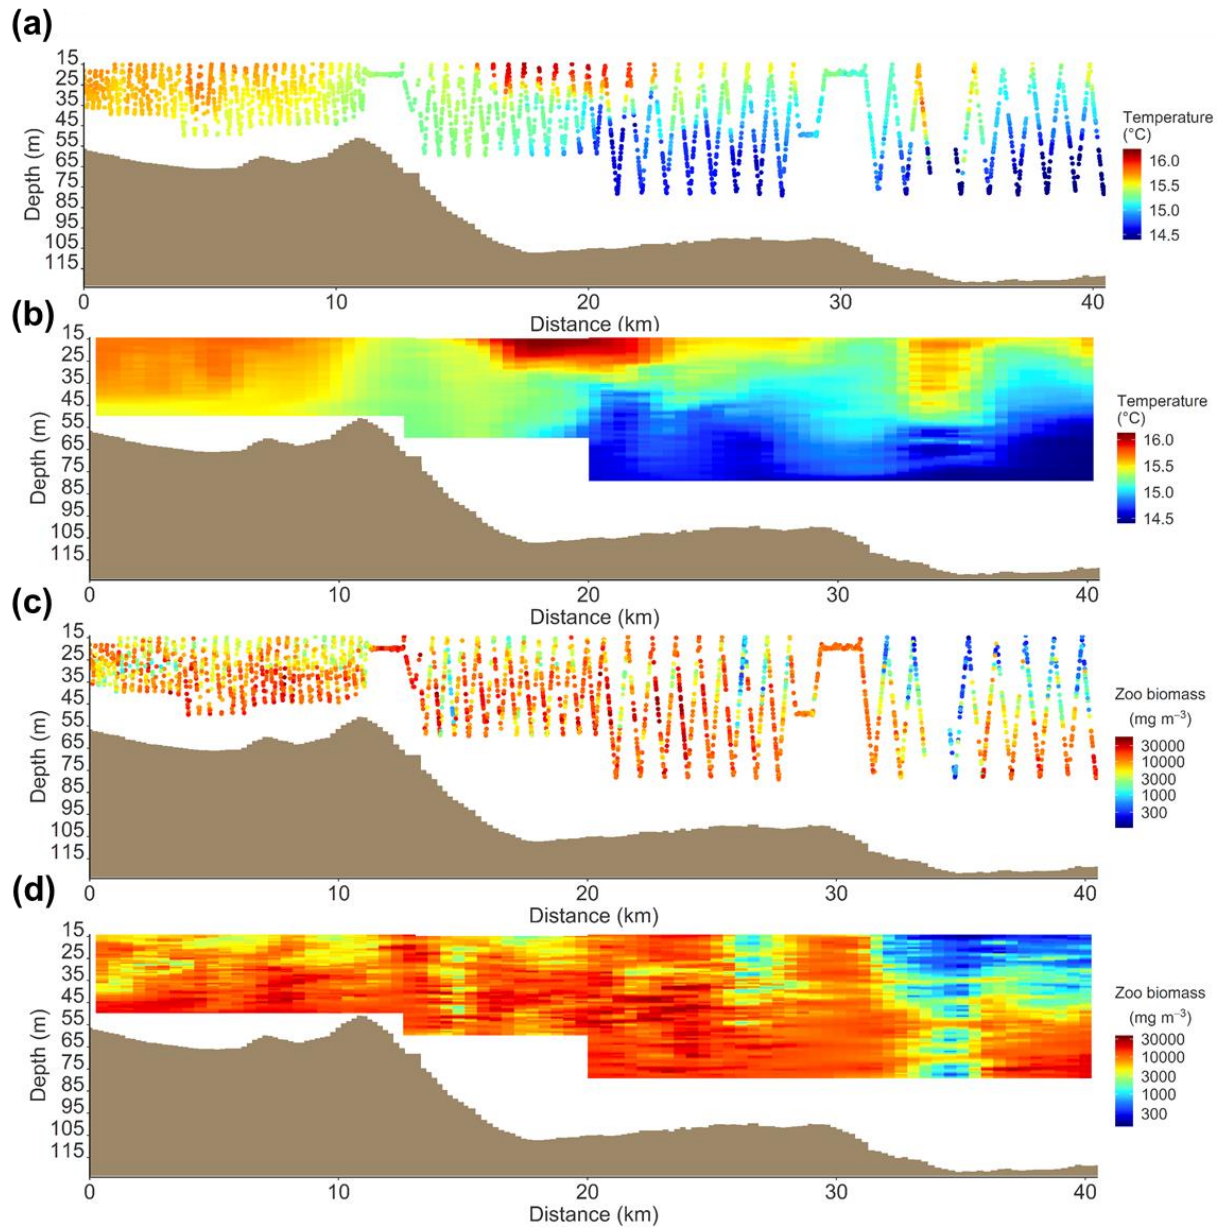 (a)
15
25
35
45
55
65
75
85
95
105
115
Depth (m)
0 10 20 30 40
Distance (km)
Temperature
(°C)
16.0
15.5
15.0
14.5
(b)
15
25
35
45
55
65
75
85
95
105
115
Depth (m)
0 10 20 30 40
Distance (km)
Temperature
(°C)
16.0
15.5
15.0
14.5
(c)
15
25
35
45
55
65
75
85
95
105
115
Depth (m)
0 10 20 30 40
Distance (km)
Zoo biomass
(mg m⁻³)
30000
10000
3000
1000
300
(d)
15
25
35
45
55
65
75
85
95
105
115
Depth (m)
0 10 20 30 40
Distance (km)
Zoo biomass
(mg m⁻³)
30000
10000
3000
1000
300